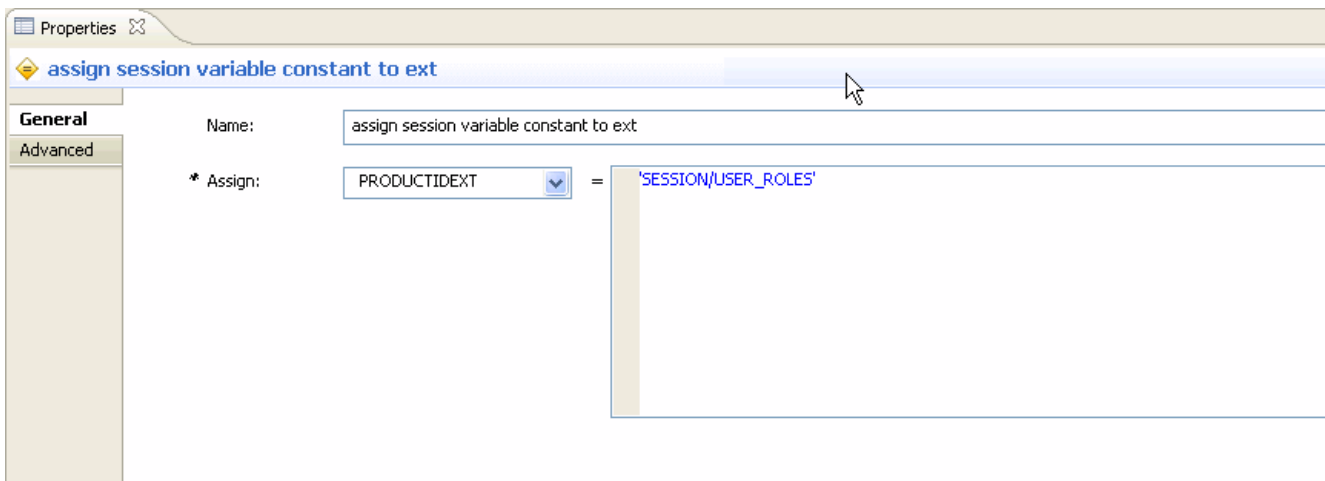 Properties
assign session variable constant to ext
General
Name: assign session variable constant to ext
Advanced
* Assign: PRODUCTIDEXT = 'SESSION/USER_ROLES'